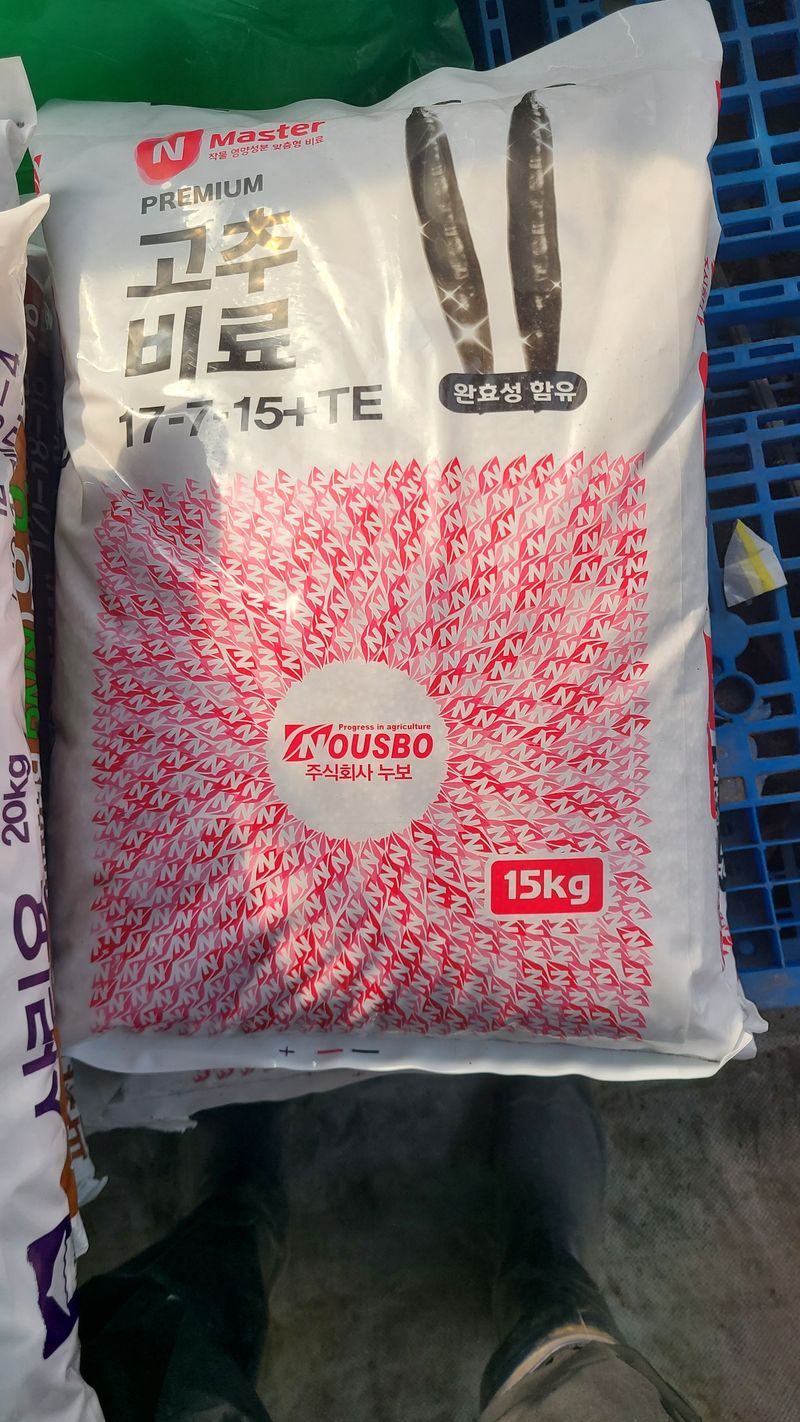 N Master
작물 영양성분 맞춤형 비료
PREMIUM
고추
비료
17-7-15+TE
완효성 함유
Progress in agriculture
NOUSBO
주식회사 누보
15kg
20kg